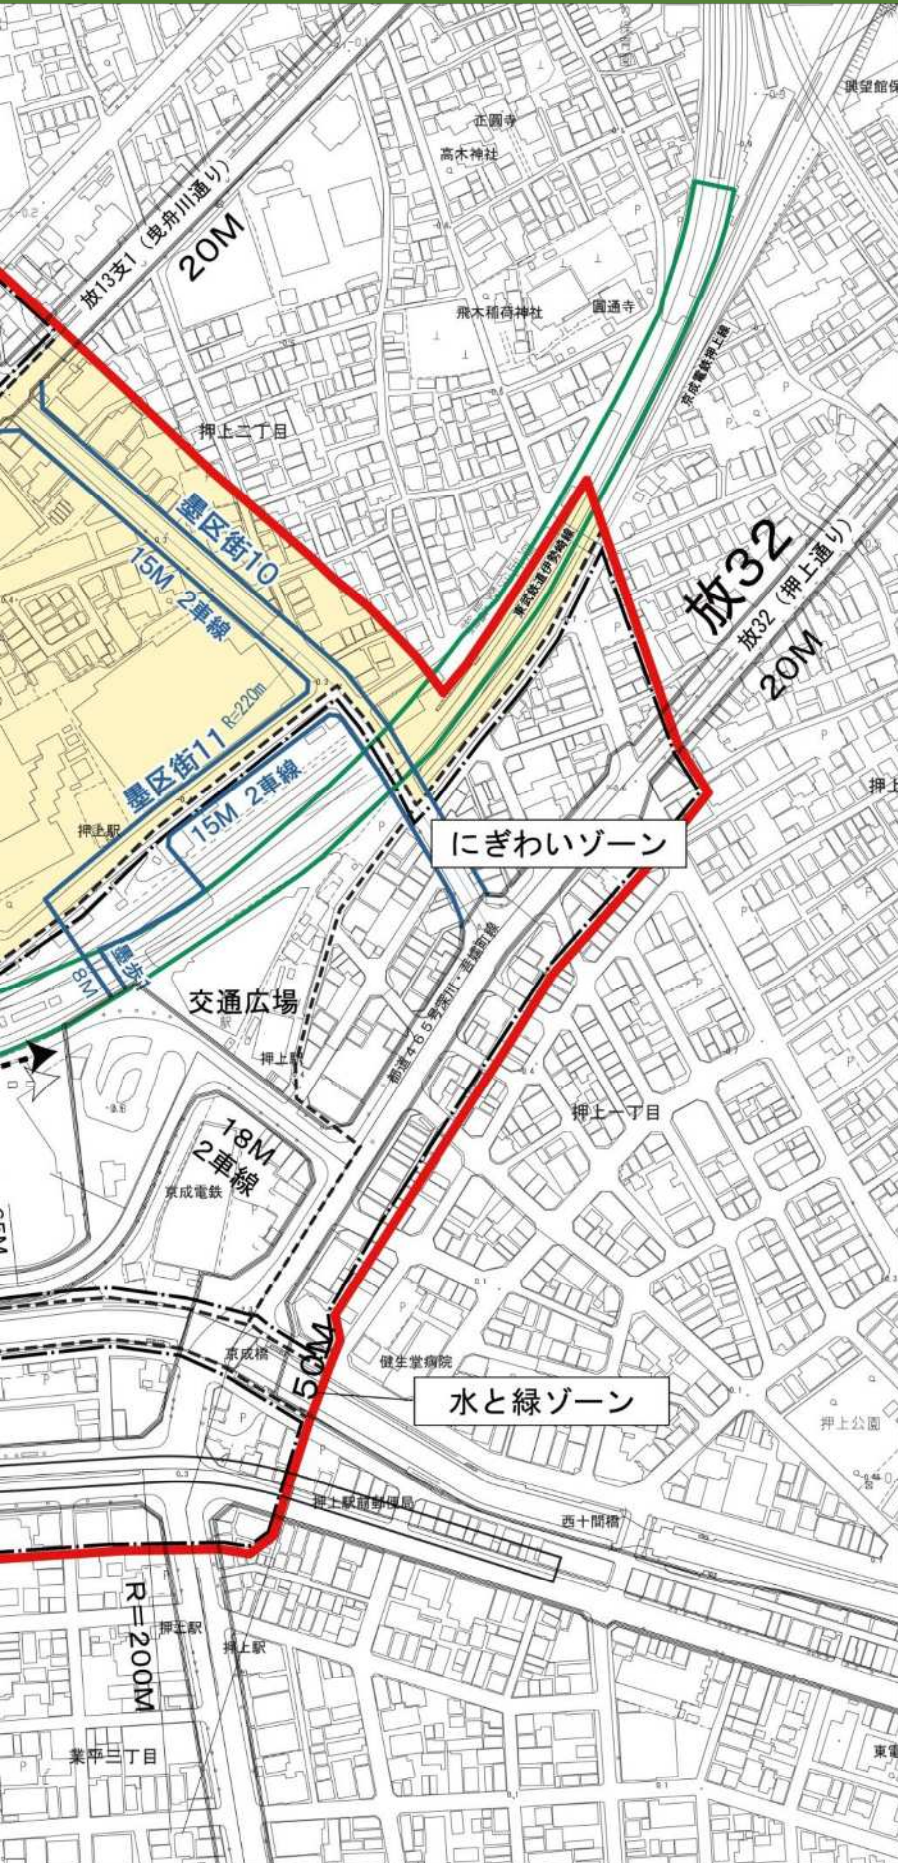 興望館保
正圓寺
高木神社
放13支1(曳舟川通り)
20M
飛木稲荷神社
圓通寺
京成電鉄押上線
押上二丁目
墨区街10
15M 2車線
東武鉄道伊勢崎線
放32
放32(押上通り)
20M
R=220m
墨区街11
15M 2車線
押上駅
押上
にぎわいゾーン
墨歩1
8M
交通広場
押上駅
都道465号深川・吾嬬町線
押上一丁目
18M
2車線
京成電鉄
京成橋
50M
健生堂病院
水と緑ゾーン
押上公園
押上駅前郵便局
西十間橋
R=200M
押上駅
押上駅
業平三丁目
東電